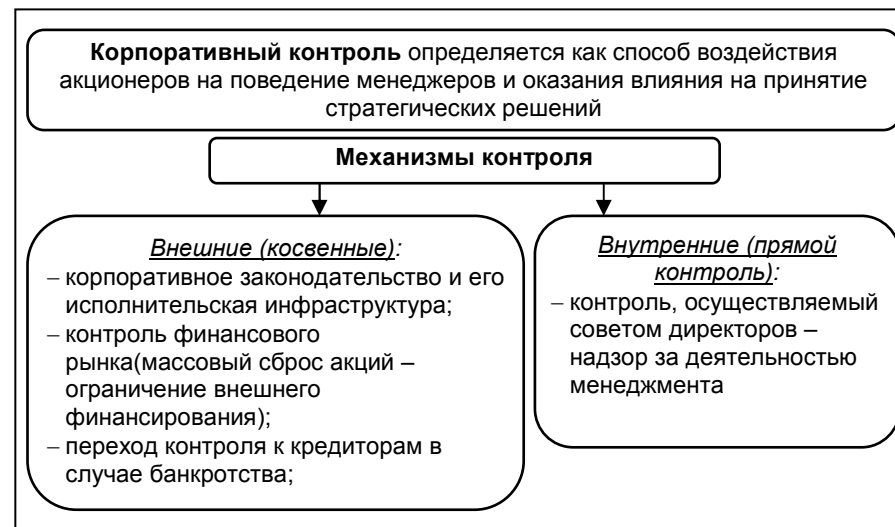 Корпоративный контроль определяется как способ воздействия
акционеров на поведение менеджеров и оказания влияния на принятие
стратегических решений
Механизмы контроля
Внешние (косвенные):
– корпоративное законодательство и его
исполнительская инфраструктура;
– контроль финансового
рынка(массовый сброс акций –
ограничение внешнего
финансирования);
– переход контроля к кредиторам в
случае банкротства;
Внутренние (прямой
контроль):
– контроль, осуществляемый
советом директоров –
надзор за деятельностью
менеджмента